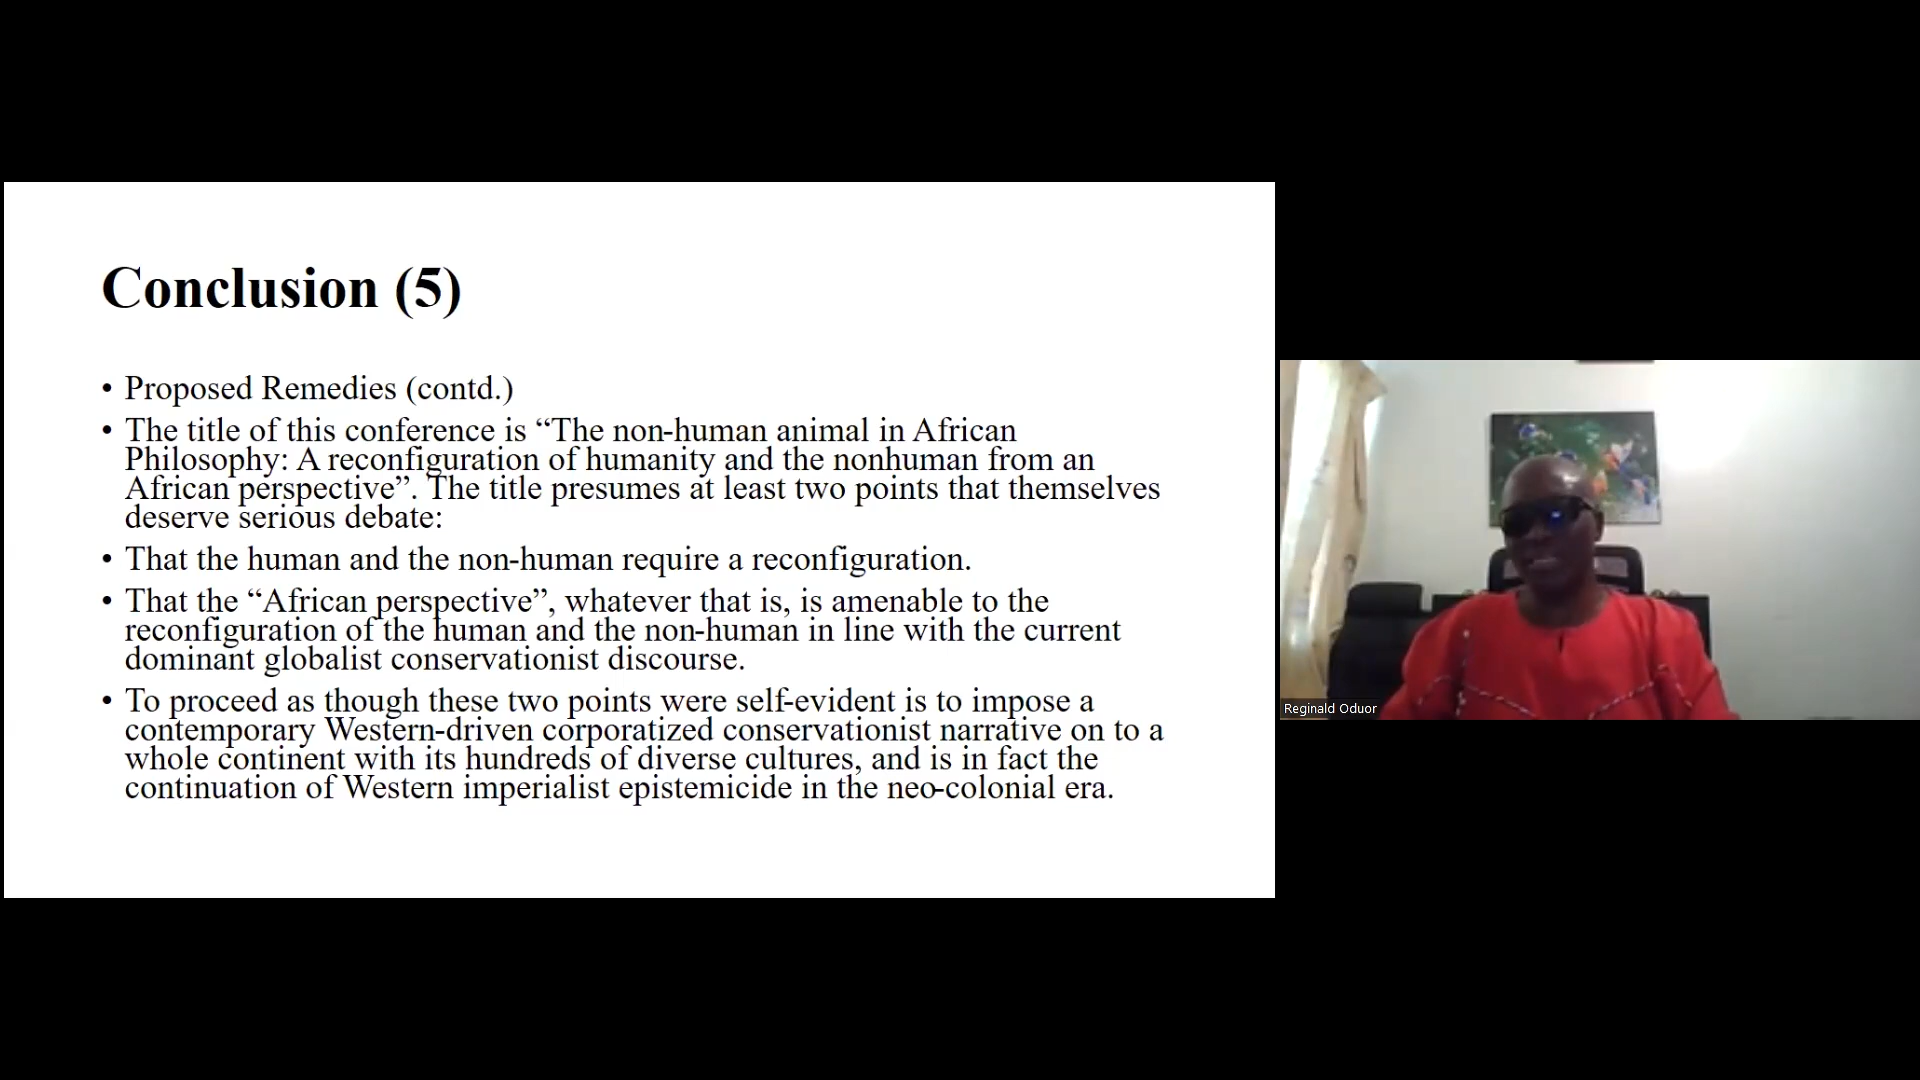 Conclusion (5)
• Proposed Remedies (contd.)
• The title of this conference is “The non-human animal in African
Philosophy: A reconfiguration of humanity and the nonhuman from an
African perspective”. The title presumes at least two points that themselves
deserve serious debate:
• That the human and the non-human require a reconfiguration.
• That the “African perspective”, whatever that is, is amenable to the
reconfiguration of the human and the non-human in line with the current
dominant globalist conservationist discourse.
• To proceed as though these two points were self-evident is to impose a
contemporary Western-driven corporatized conservationist narrative on to a
whole continent with its hundreds of diverse cultures, and is in fact the
continuation of Western imperialist epistemicide in the neo-colonial era.
Reginald Oduor